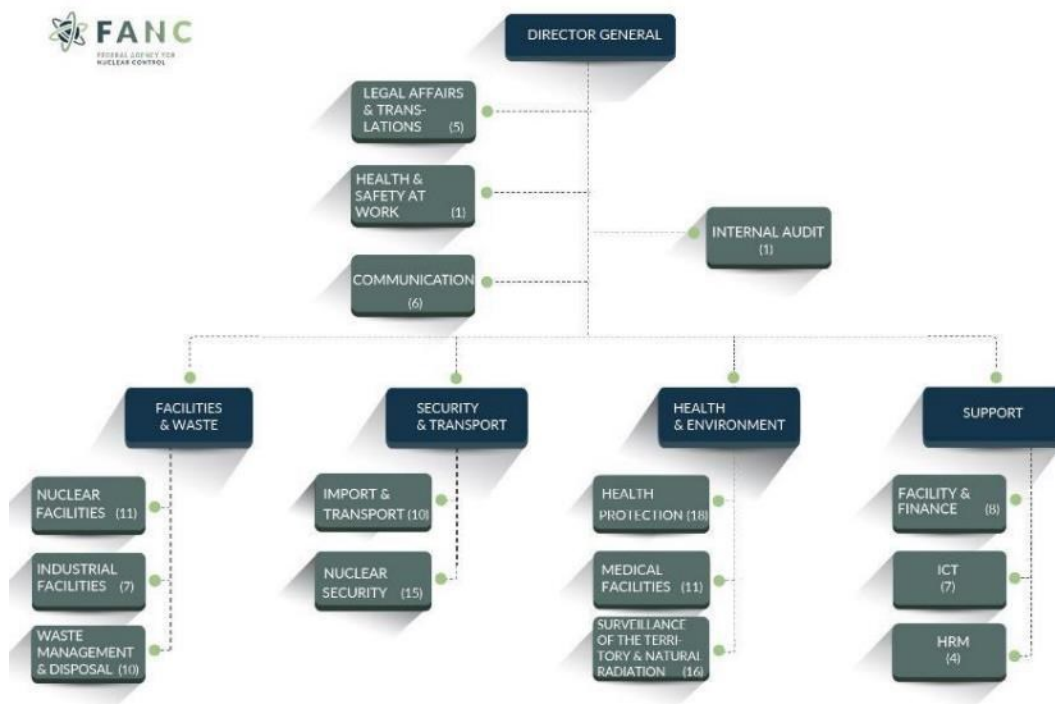 FANC
FEDERAL AGENCY FOR
NUCLEAR CONTROL
DIRECTOR GENERAL
LEGAL AFFAIRS
& TRANS-
LATIONS (5)
HEALTH &
SAFETY AT
WORK (1)
INTERNAL AUDIT
(1)
COMMUNICATION
(6)
FACILITIES
& WASTE
SECURITY
& TRANSPORT
HEALTH
& ENVIRONMENT
SUPPORT
NUCLEAR
FACILITIES (11)
INDUSTRIAL
FACILITIES (7)
WASTE
MANAGEMENT
& DISPOSAL (10)
IMPORT &
TRANSPORT (10)
NUCLEAR
SECURITY (15)
HEALTH
PROTECTION (18)
MEDICAL
FACILITIES (11)
SURVEILLANCE
OF THE TERRI-
TORY & NATURAL
RADIATION (16)
FACILITY &
FINANCE (8)
ICT
(7)
HRM
(4)